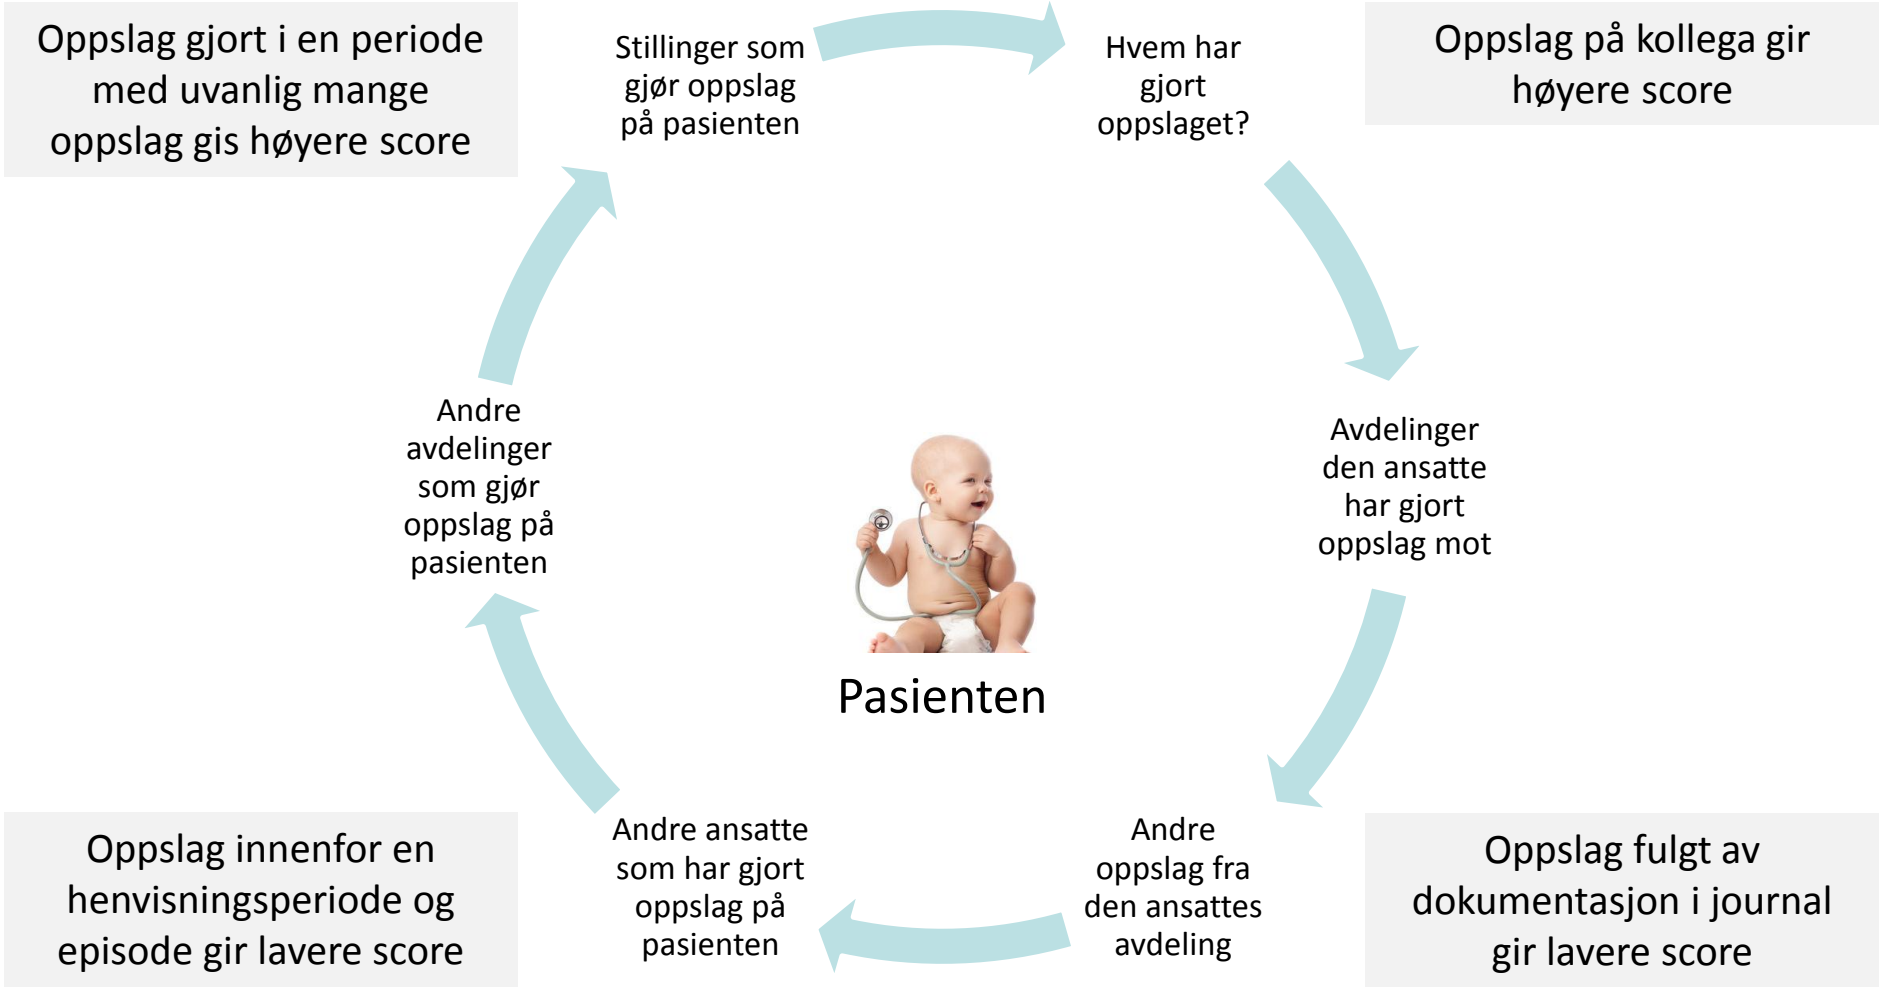 Oppslag gjort i en periode
med uvanlig mange
oppslag gis høyere score
Stillinger som
gjør oppslag
på pasienten
Hvem har
gjort
oppslaget?
Oppslag på kollega gir
høyere score
Avdelinger
den ansatte
har gjort
oppslag mot
Andre
avdelinger
som gjør
oppslag på
pasienten
Pasienten
Oppslag innenfor en
henvisningsperiode og
episode gir lavere score
Andre ansatte
som har gjort
oppslag på
pasienten
Andre
oppslag fra
den ansattes
avdeling
Oppslag fulgt av
dokumentasjon i journal
gir lavere score